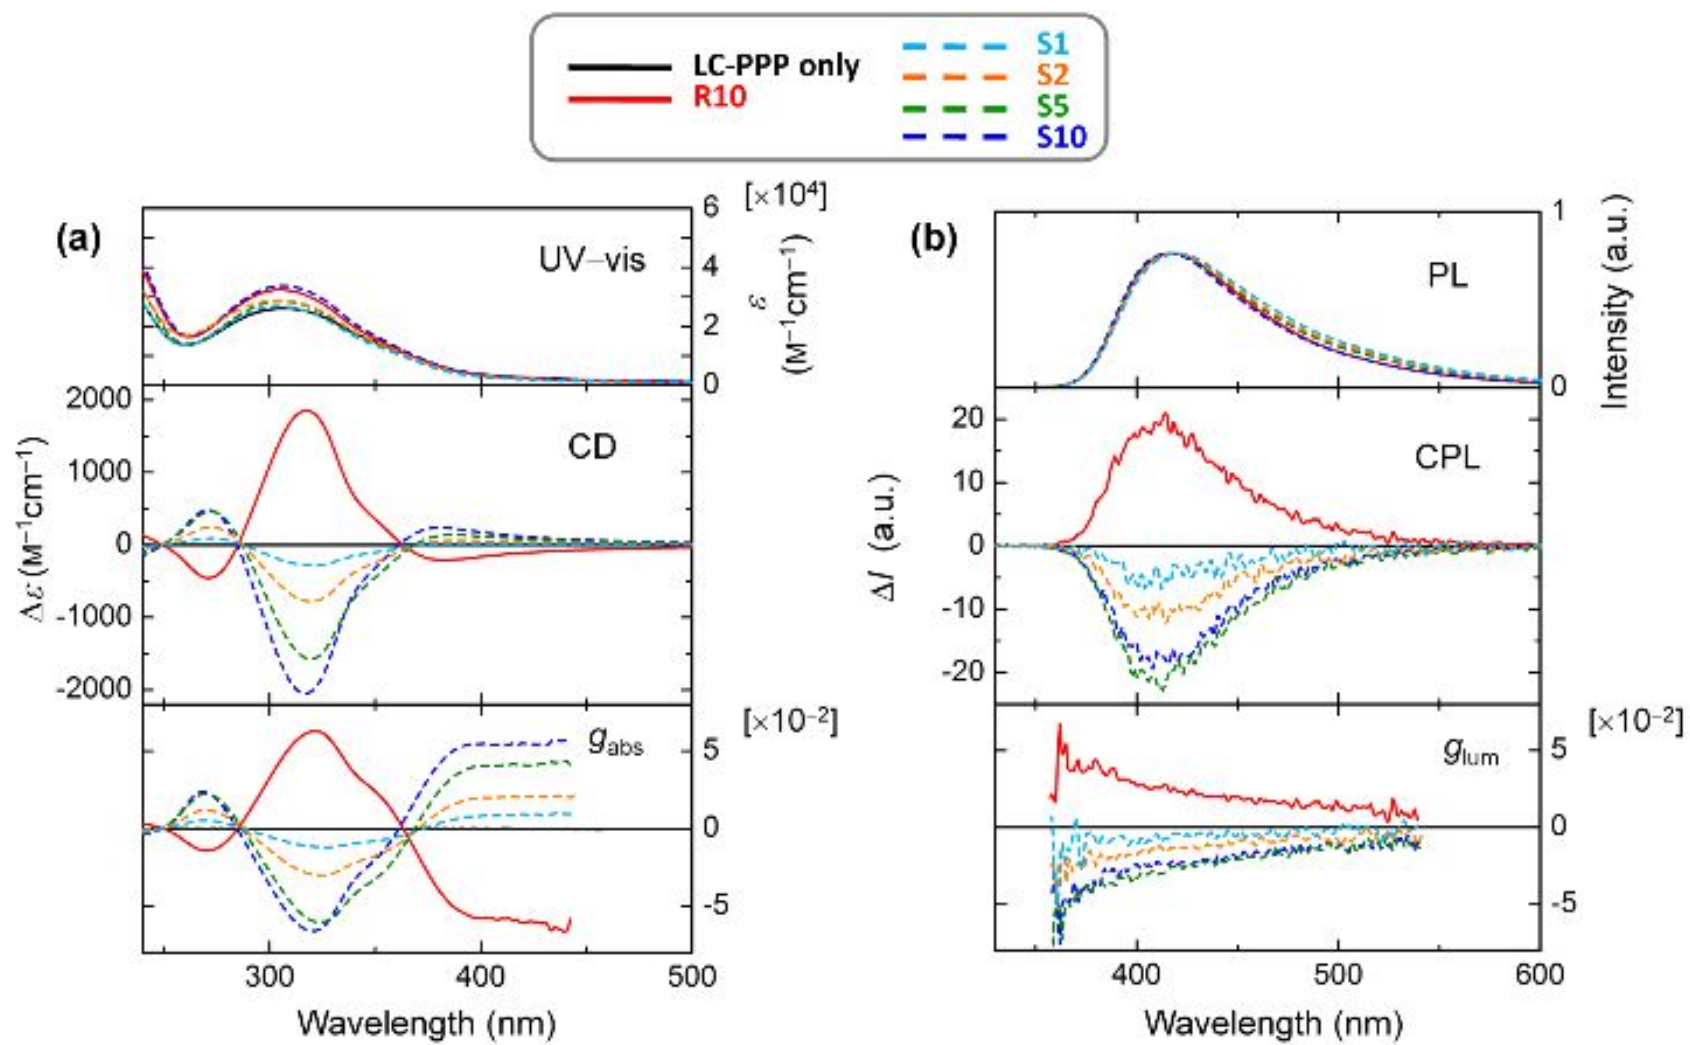 LC-PPP only
R10
S1
S2
S5
S10
(a)
UV–vis
6
4
2
0
[×10⁴]
ε
(M⁻¹cm⁻¹)
CD
2000
1000
0
-1000
-2000
Δε (M⁻¹cm⁻¹)
gabs
[×10⁻²]
5
0
-5
300
400
500
Wavelength (nm)
(b)
PL
1
0
Intensity (a.u.)
CPL
20
10
0
-10
-20
ΔI (a.u.)
glum
[×10⁻²]
5
0
-5
400
500
600
Wavelength (nm)